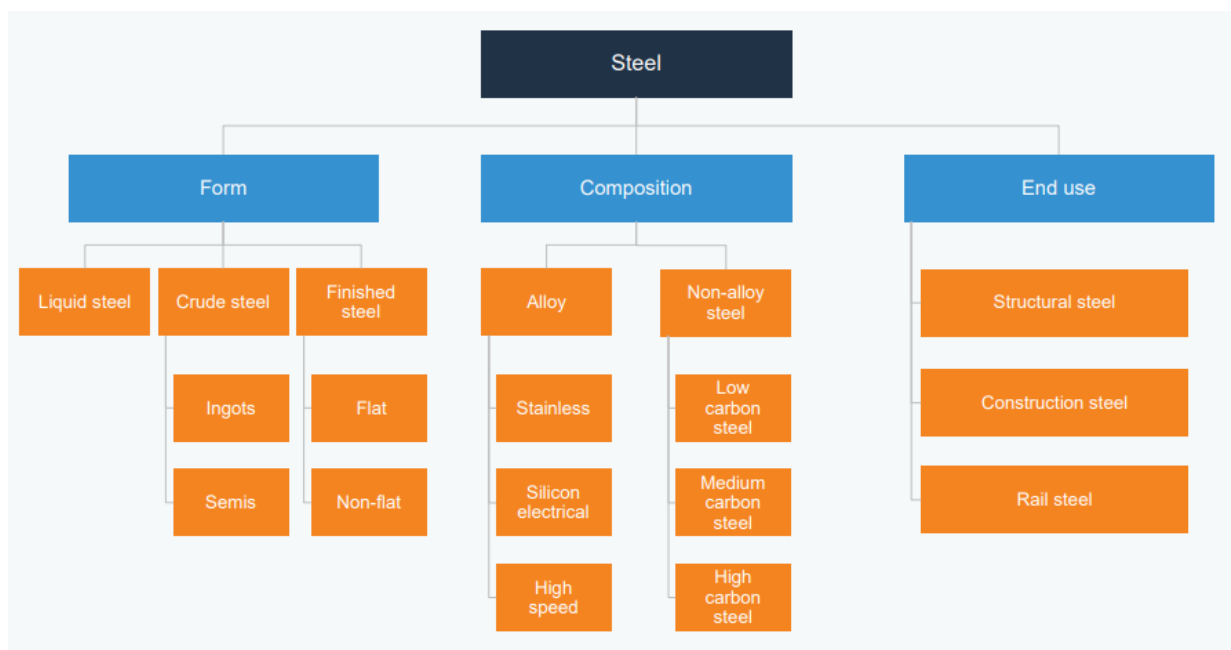 Steel
Form
Composition
End use
Liquid steel
Crude steel
Finished
steel
Alloy
Non-alloy
steel
Structural steel
Ingots
Flat
Stainless
Low
carbon
steel
Construction steel
Semis
Non-flat
Silicon
electrical
Medium
carbon
steel
Rail steel
High
speed
High
carbon
steel